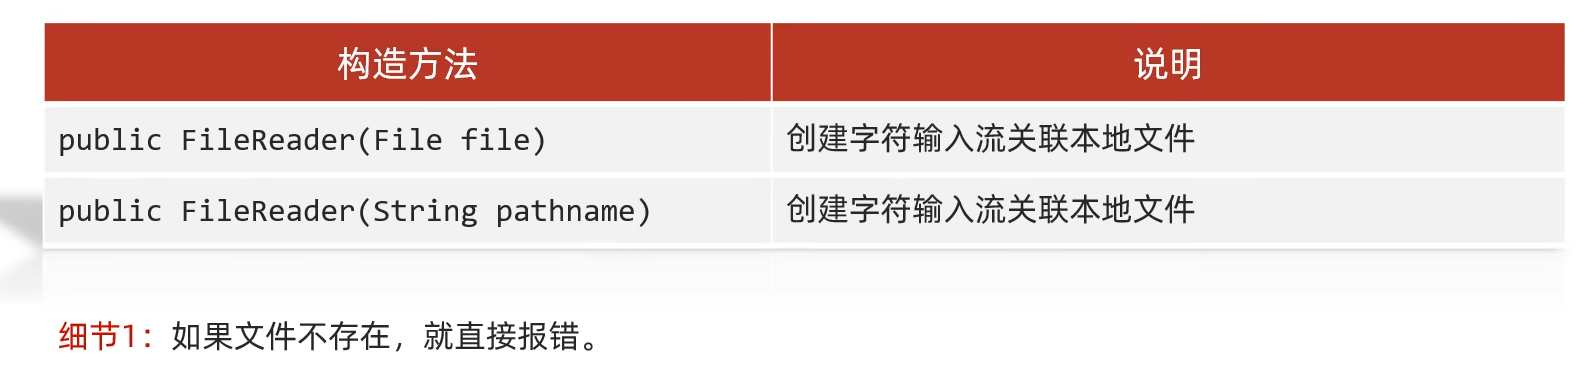 构造方法 说明
public FileReader(File file) 创建字符输入流关联本地文件
public FileReader(String pathname) 创建字符输入流关联本地文件
细节1：如果文件不存在，就直接报错。